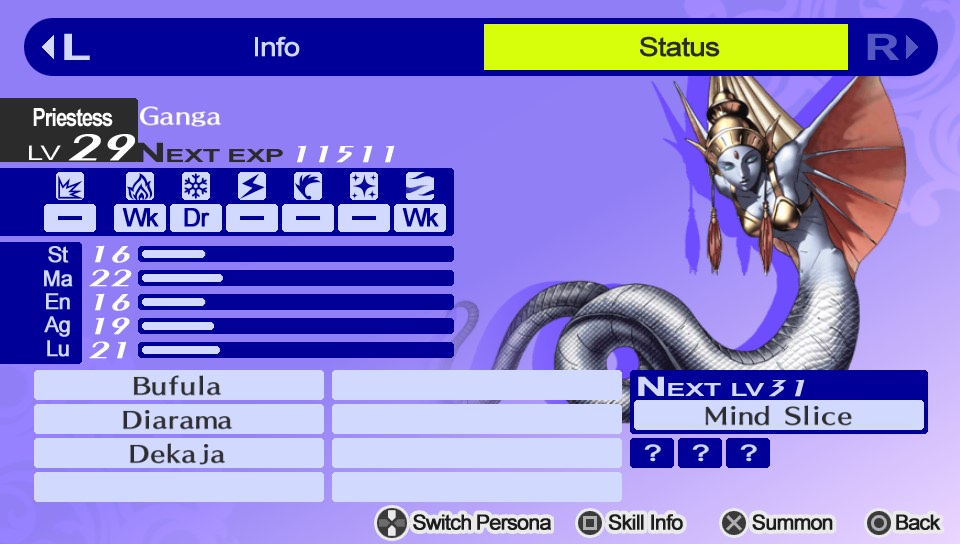 L Info Status R
Priestess Ganga
LV 29 NEXT EXP 11511
— Wk Dr — — — Wk
St 16
Ma 22
En 16
Ag 19
Lu 21
Bufula
Diarama
Dekaja
NEXT LV 31
Mind Slice
? ? ?
Switch Persona Skill Info Summon Back